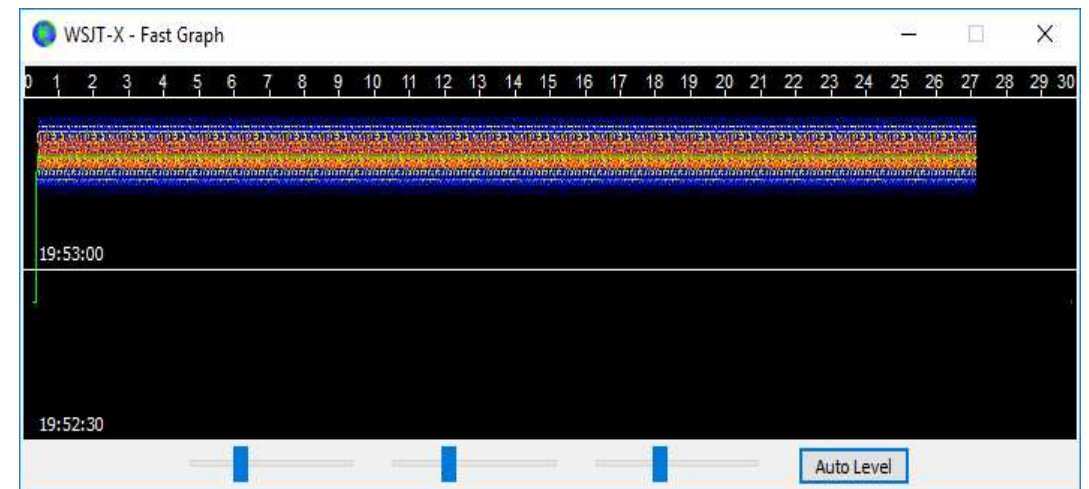 WSJT-X - Fast Graph
0 1 2 3 4 5 6 7 8 9 10 11 12 13 14 15 16 17 18 19 20 21 22 23 24 25 26 27 28 29 30
19:53:00
19:52:30
Auto Level